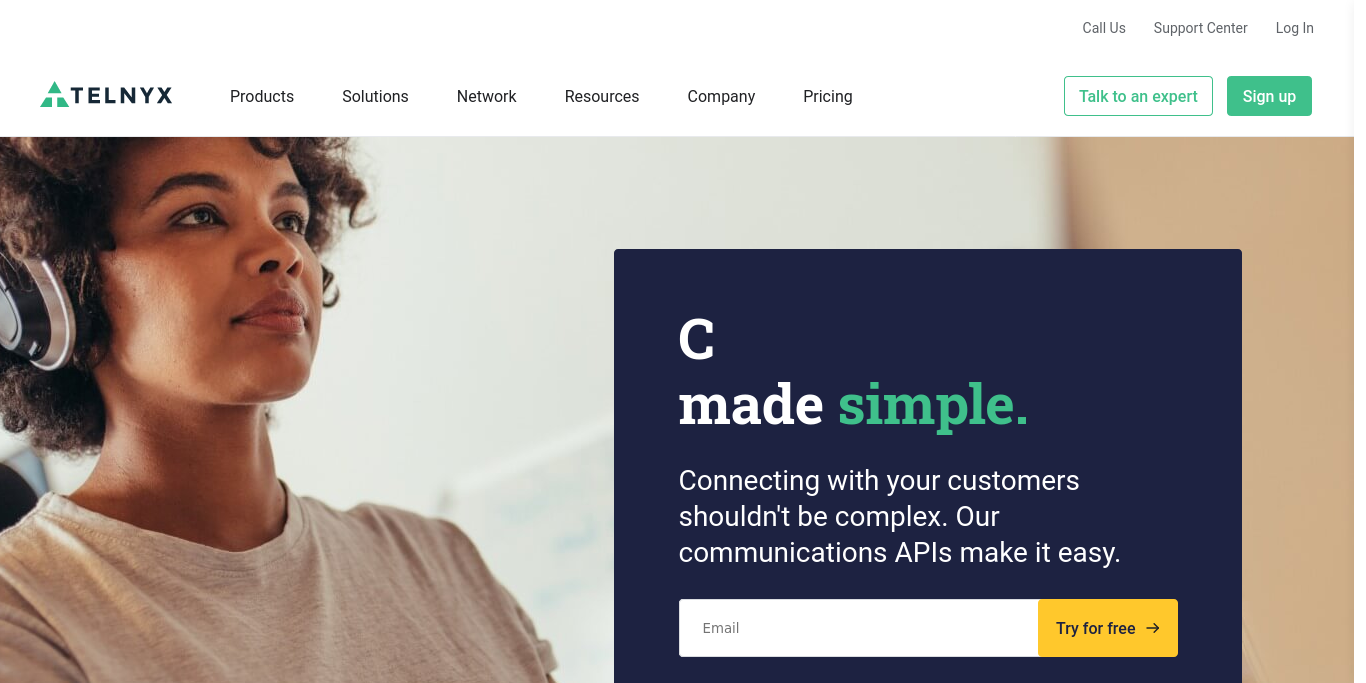 Call Us Support Center Log In
TELNYX Products Solutions Network Resources Company Pricing Talk to an expert Sign up
C
made simple.
Connecting with your customers
shouldn't be complex. Our
communications APIs make it easy.
Email Try for free →